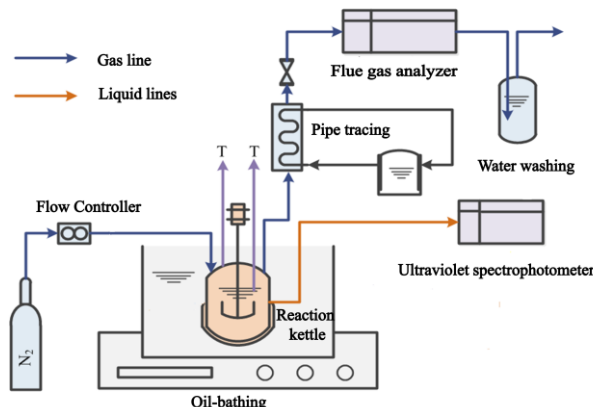 Gas line
Liquid lines
Flue gas analyzer
Pipe tracing
Water washing
T T
Flow Controller
Ultraviolet spectrophotometer
Reaction
kettle
N2
Oil-bathing